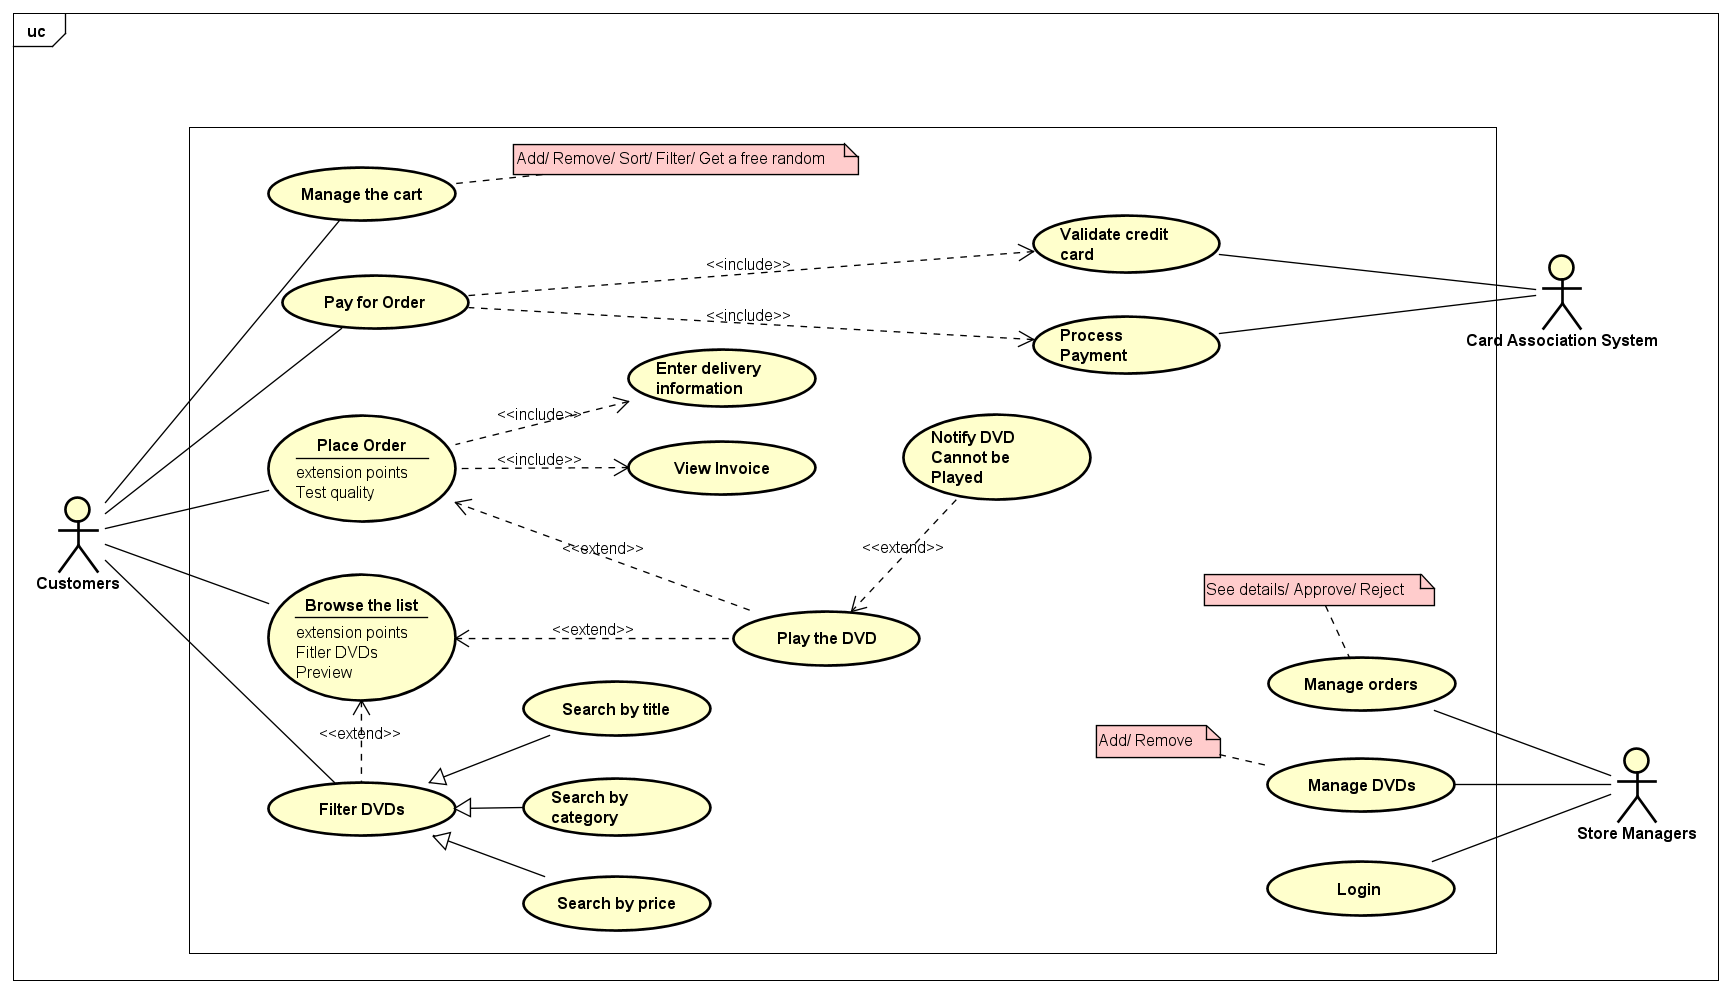 uc
Add/ Remove/ Sort/ Filter/ Get a free random
Manage the cart
Validate credit
card
<<include>>
Pay for Order
<<include>>
Process
Payment
Card Association System
Enter delivery
information
<<include>>
Place Order
extension points
Test quality
<<include>>
View Invoice
Notify DVD
Cannot be
Played
<<extend>>
<<extend>>
Customers
See details/ Approve/ Reject
Browse the list
extension points
Fitler DVDs
Preview
<<extend>>
Play the DVD
Manage orders
Search by title
<<extend>>
Add/ Remove
Manage DVDs
Store Managers
Filter DVDs
Search by
category
Search by price
Login